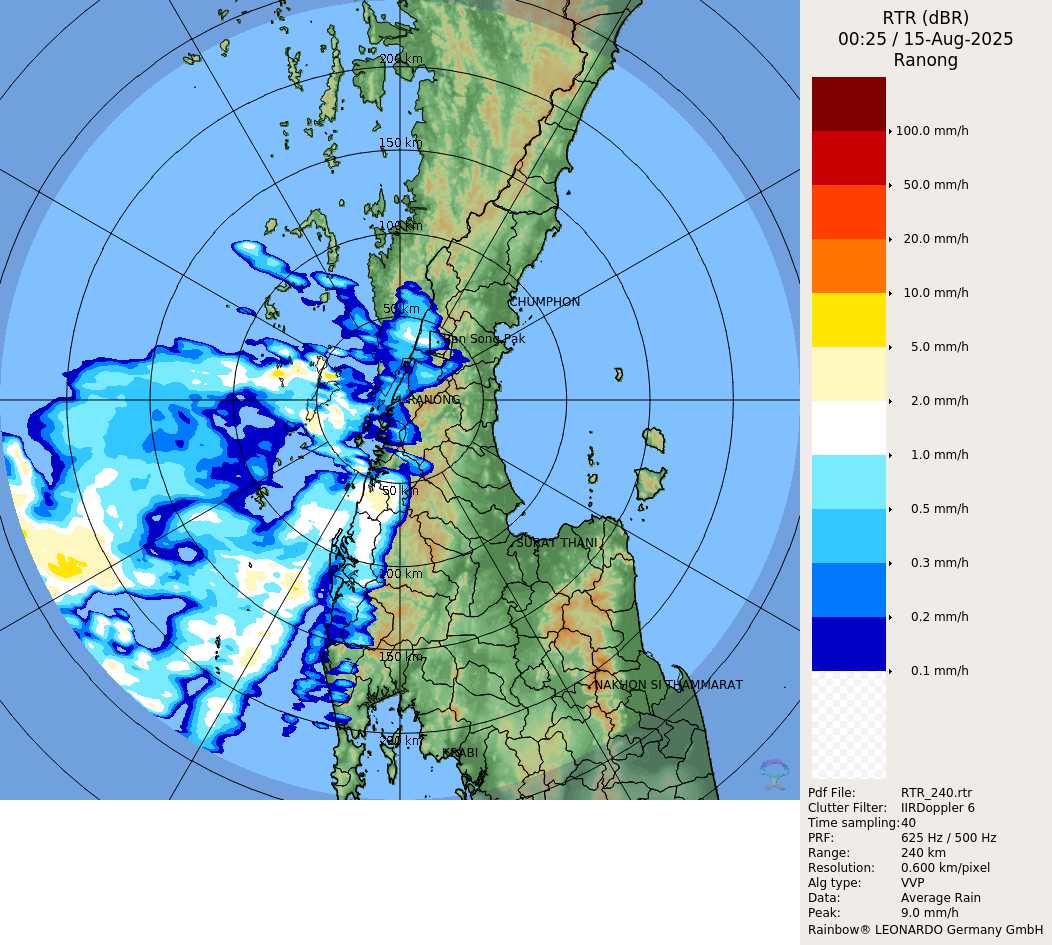 RTR (dBR)
00:25 / 15-Aug-2025
Ranong
200 km
150 km
100 km
50 km
CHUMPHON
Ban Song Pak
RANONG
50 km
SURAT THANI
100 km
150 km
NAKHON SI THAMMARAT
200 km
KRABI
100.0 mm/h
50.0 mm/h
20.0 mm/h
10.0 mm/h
5.0 mm/h
2.0 mm/h
1.0 mm/h
0.5 mm/h
0.3 mm/h
0.2 mm/h
0.1 mm/h
Pdf File: RTR_240.rtr
Clutter Filter: IIRDoppler 6
Time sampling: 40
PRF: 625 Hz / 500 Hz
Range: 240 km
Resolution: 0.600 km/pixel
Alg type: VVP
Data: Average Rain
Peak: 9.0 mm/h
Rainbow® LEONARDO Germany GmbH